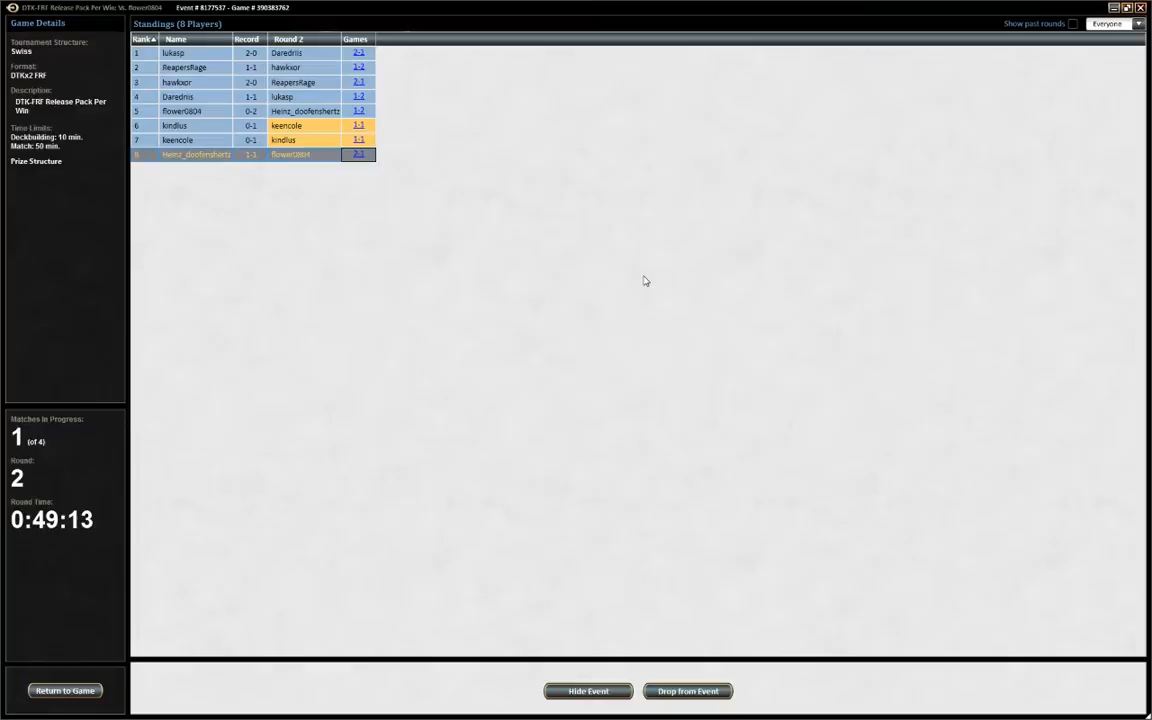 DTK-FRF Release Pack Per Win; Vs. flower0804 Event # 8177537 - Game # 390383762
Game Details
Tournament Structure:
Swiss
Format:
DTKx2 FRF
Description:
DTK-FRF Release Pack Per
Win
Time Limits:
Deckbuilding: 10 min.
Match: 50 min.
Prize Structure
Matches In Progress:
1 (of 4)
Round:
2
Round Time:
0:49:13
Return to Game
Standings (8 Players) Show past rounds Everyone
Rank Name Record Round 2 Games
1 lukasp 2-0 Daredriis 2-1
2 ReapersRage 1-1 hawkxor 1-2
3 hawkxor 2-0 ReapersRage 2-1
4 Daredriis 1-1 lukasp 1-2
5 flower0804 0-2 Heinz_doofenshertz 1-2
6 kindlus 0-1 keencole 1-1
7 keencole 0-1 kindlus 1-1
8 Heinz_doofenshertz 1-1 flower0804 2-1
Hide Event Drop from Event